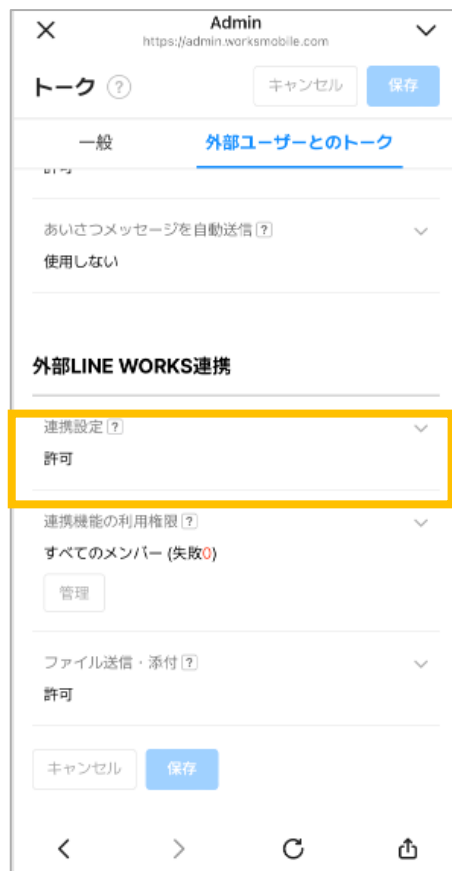 Admin
https://admin.worksmobile.com
トーク ?
キャンセル 保存
一般 外部ユーザーとのトーク
許可
あいさつメッセージを自動送信 ?
使用しない
外部LINE WORKS連携
連携設定 ?
許可
連携機能の利用権限 ?
すべてのメンバー (失敗0)
管理
ファイル送信・添付 ?
許可
キャンセル 保存